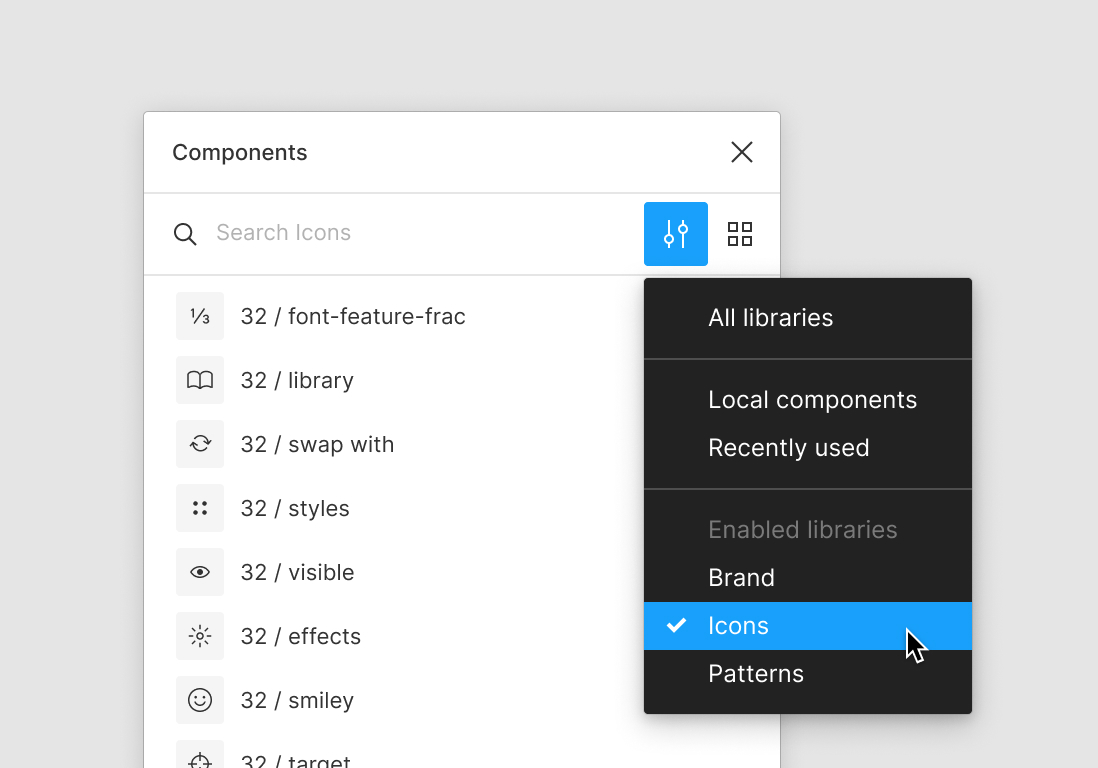 Components
Search Icons
⅓
32 / font-feature-frac
32 / library
32 / swap with
32 / styles
32 / visible
32 / effects
32 / smiley
32 / target
All libraries
Local components
Recently used
Enabled libraries
Brand
Icons
Patterns